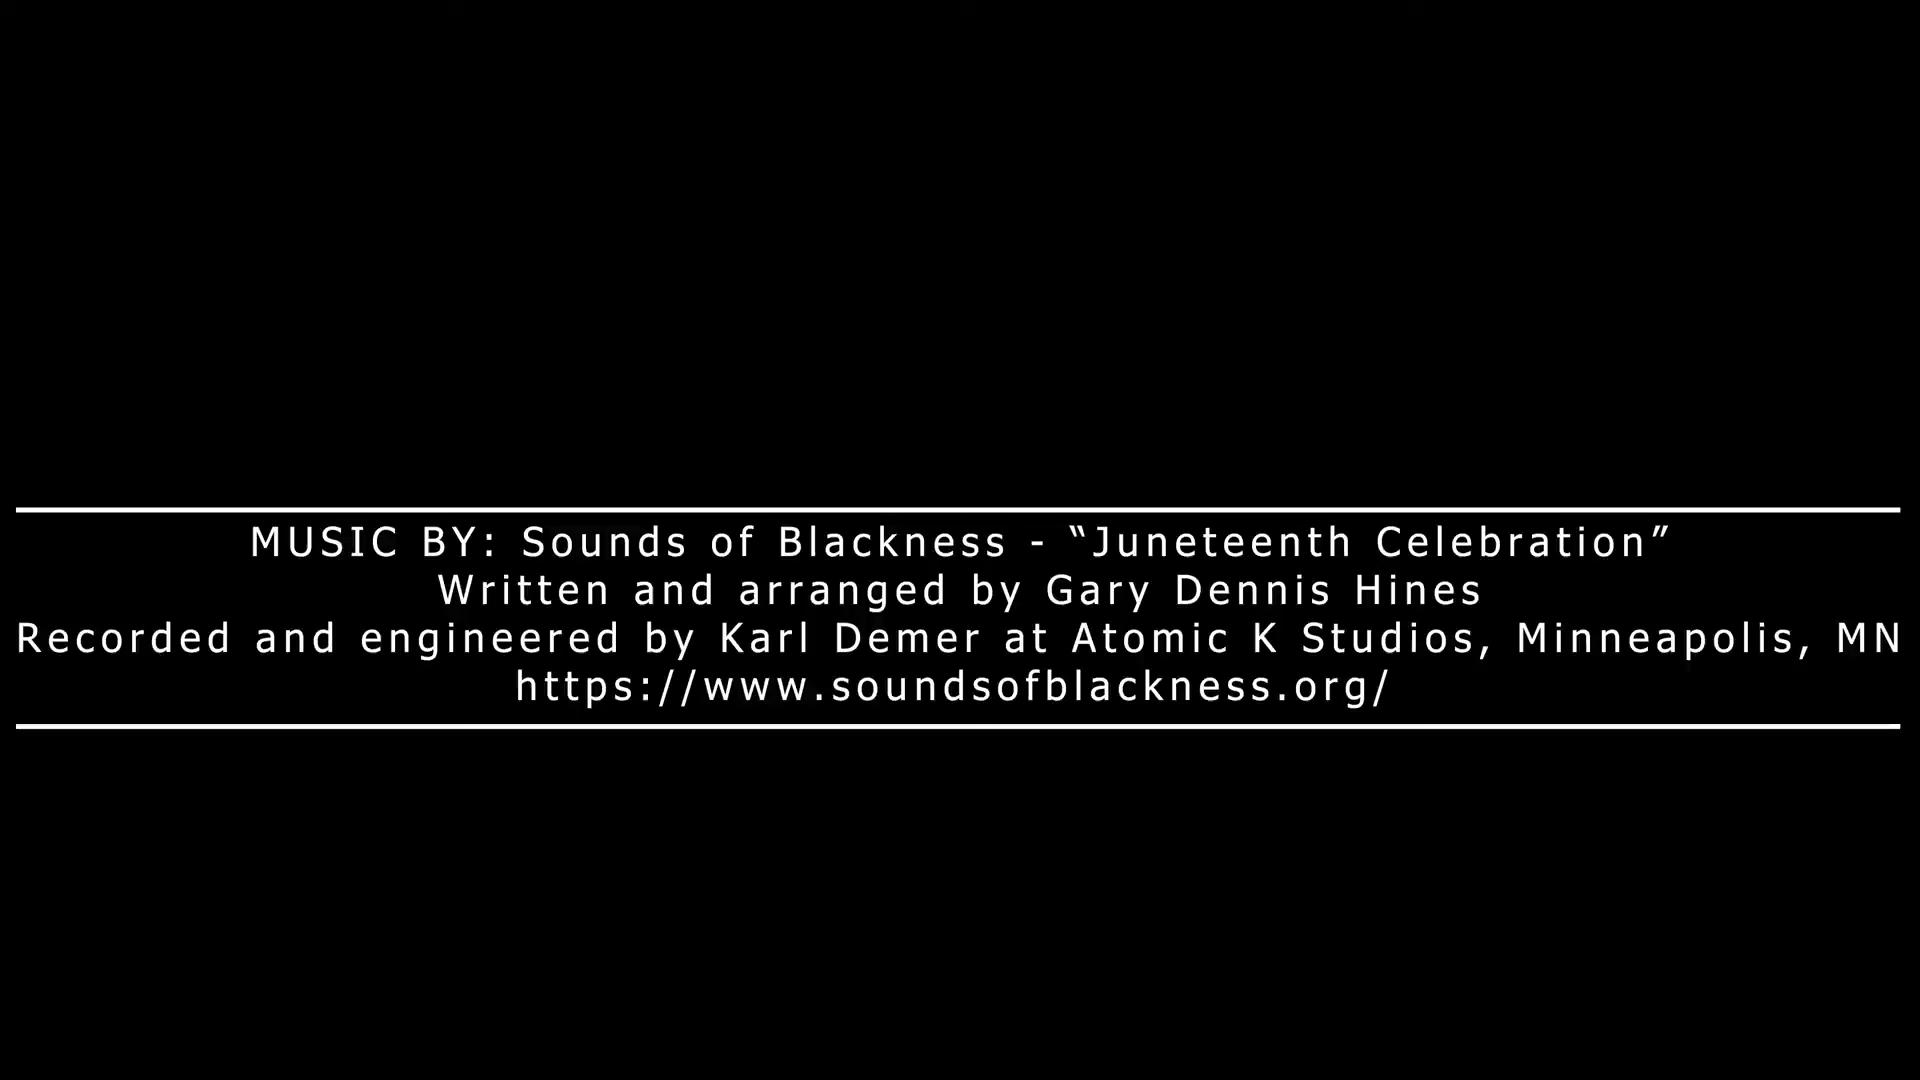 MUSIC BY: Sounds of Blackness - “Juneteenth Celebration”
Written and arranged by Gary Dennis Hines
Recorded and engineered by Karl Demer at Atomic K Studios, Minneapolis, MN
https://www.soundsofblackness.org/